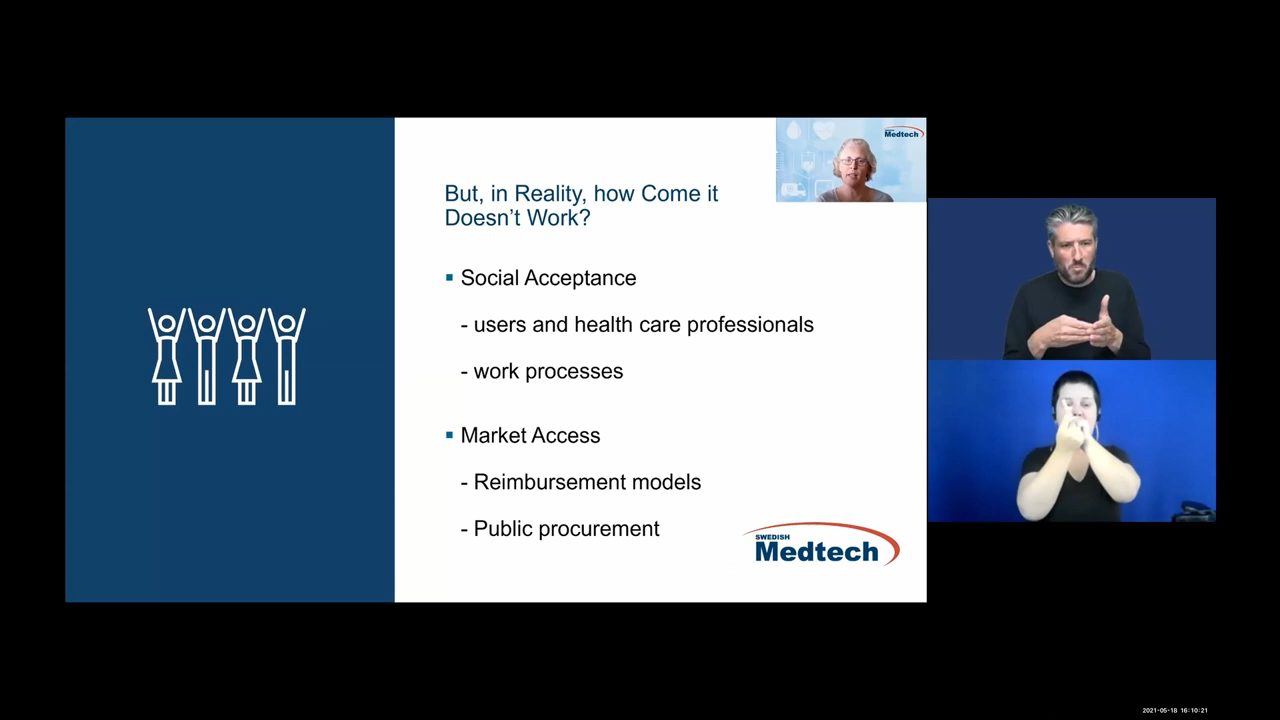 But, in Reality, how Come it
Doesn't Work?
Social Acceptance
- users and health care professionals
- work processes
Market Access
- Reimbursement models
- Public procurement
SWEDISH
Medtech
Medtech
2021-05-18 16:10:21